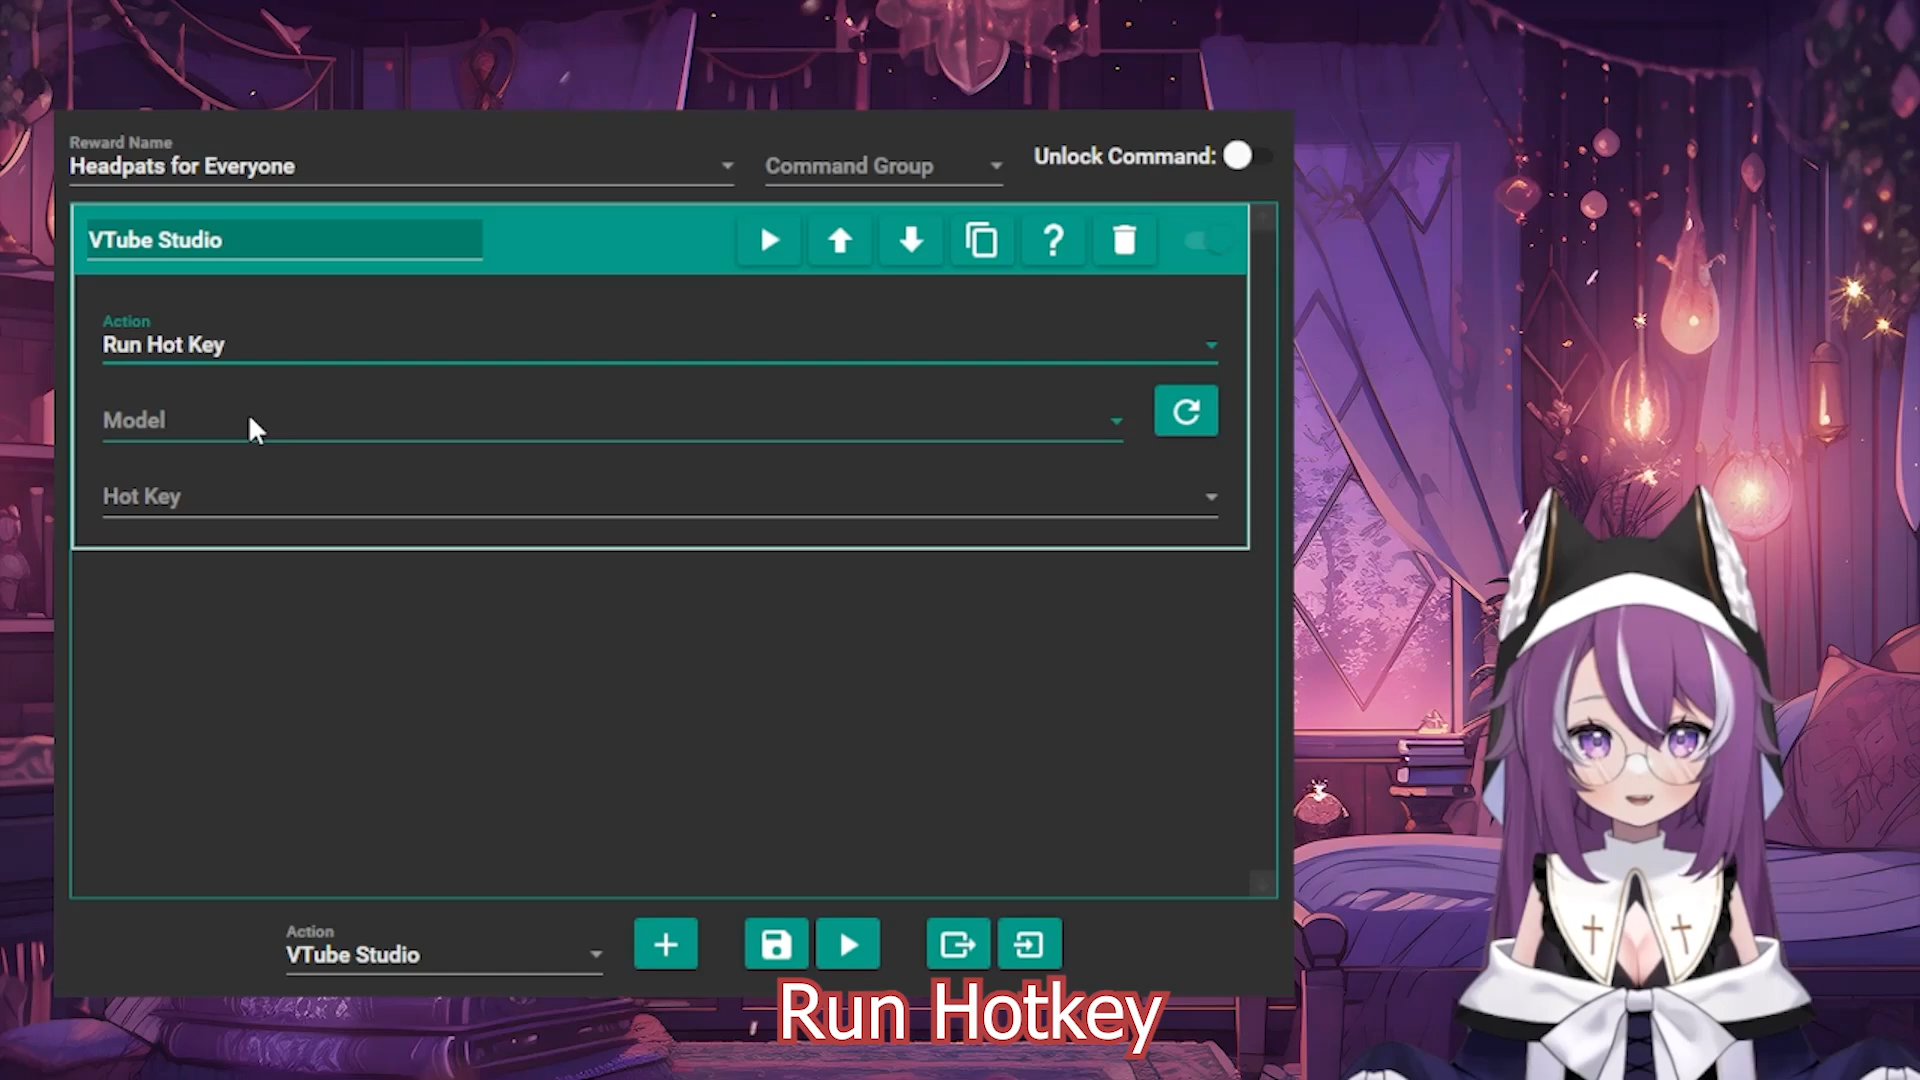 Reward Name
Headpats for Everyone
Command Group
Unlock Command:
VTube Studio
Action
Run Hot Key
Model
Hot Key
Action
VTube Studio
Run Hotkey